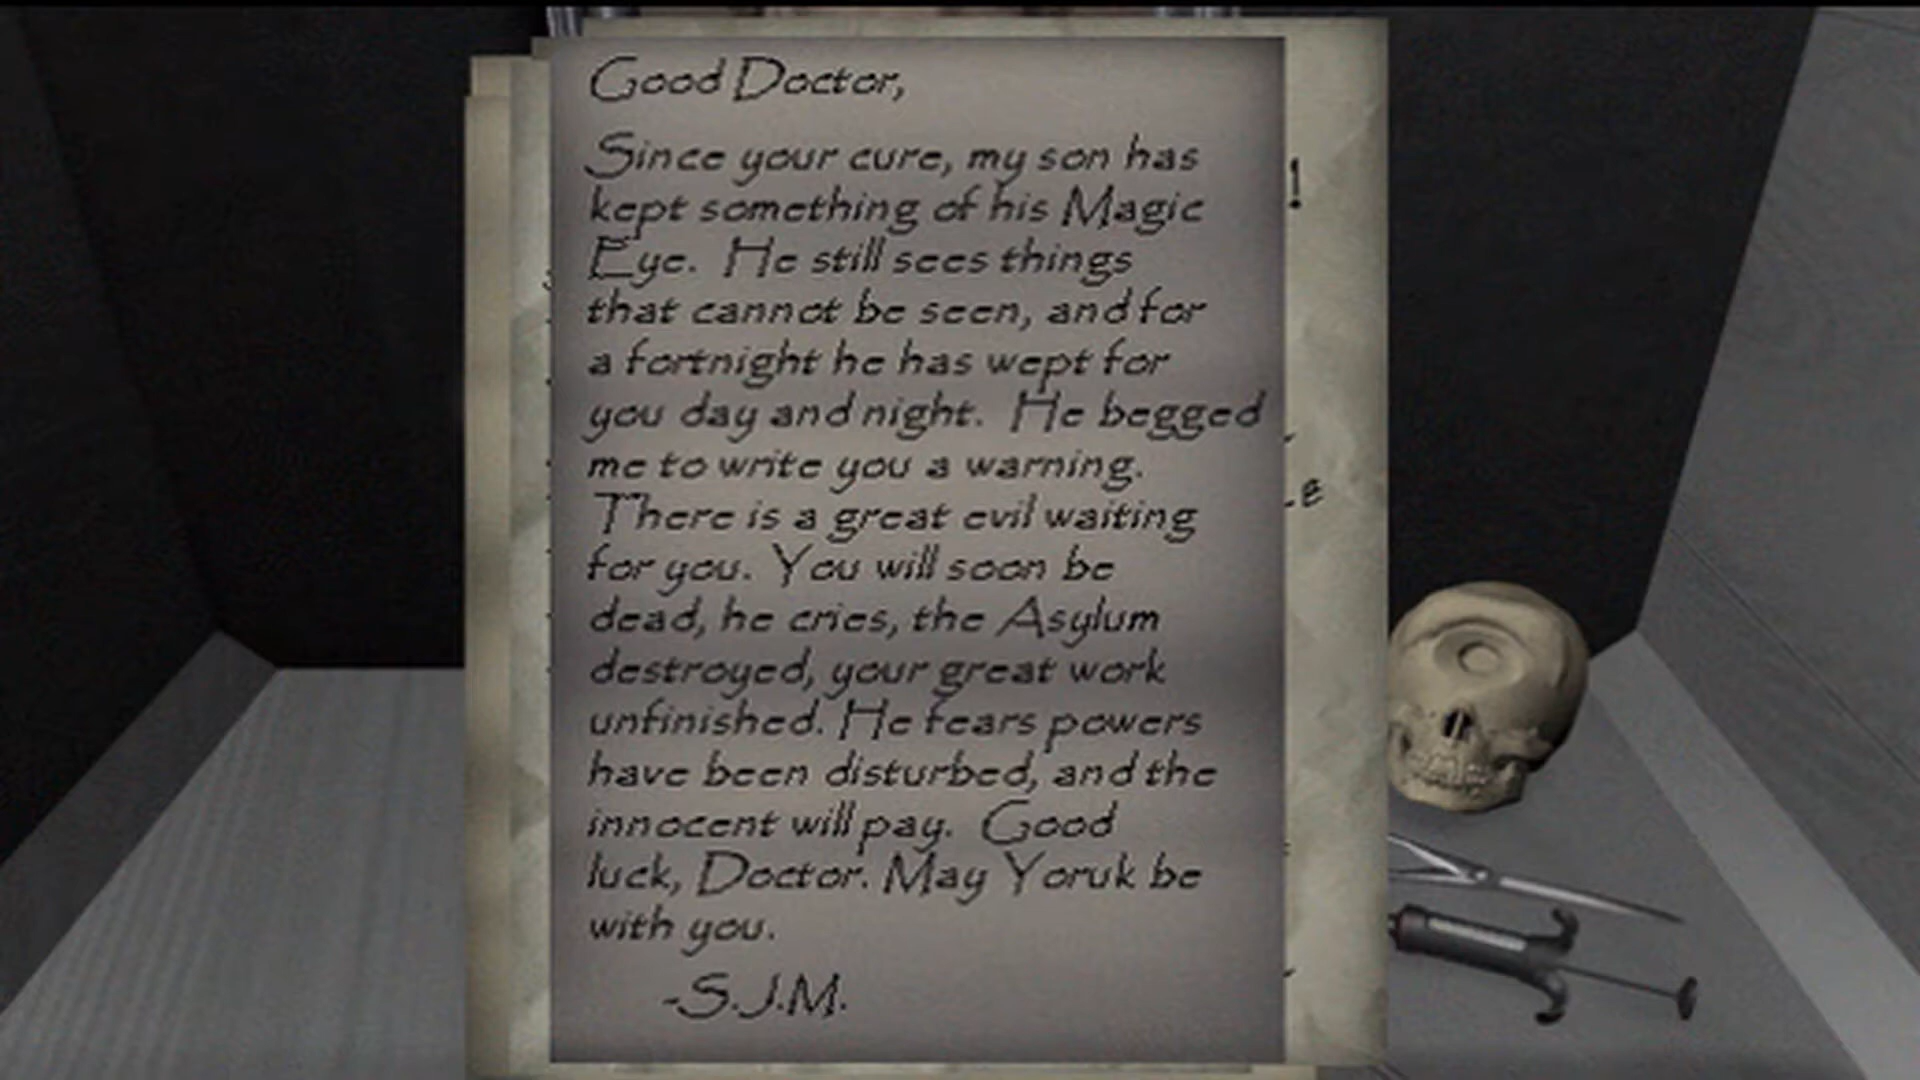 Good Doctor,
Since your cure, my son has
kept something of his Magic
Eye. He still sees things
that cannot be seen, and for
a fortnight he has wept for
you day and night. He begged
me to write you a warning.
There is a great evil waiting
for you. You will soon be
dead, he cries, the Asylum
destroyed, your great work
unfinished. He fears powers
have been disturbed, and the
innocent will pay. Good
luck, Doctor. May Yoruk be
with you.
-S.J.M.